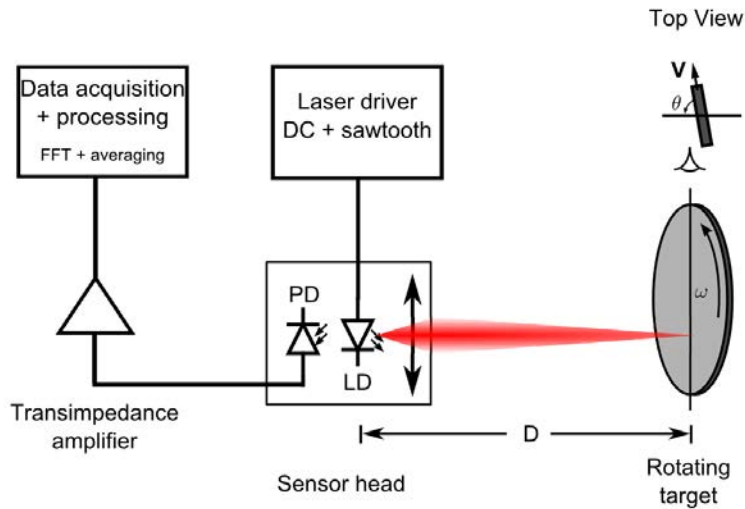 Top View
V
θ
Data acquisition
+ processing
FFT + averaging
Laser driver
DC + sawtooth
PD
LD
ω
D
Transimpedance
amplifier
Sensor head
Rotating
target